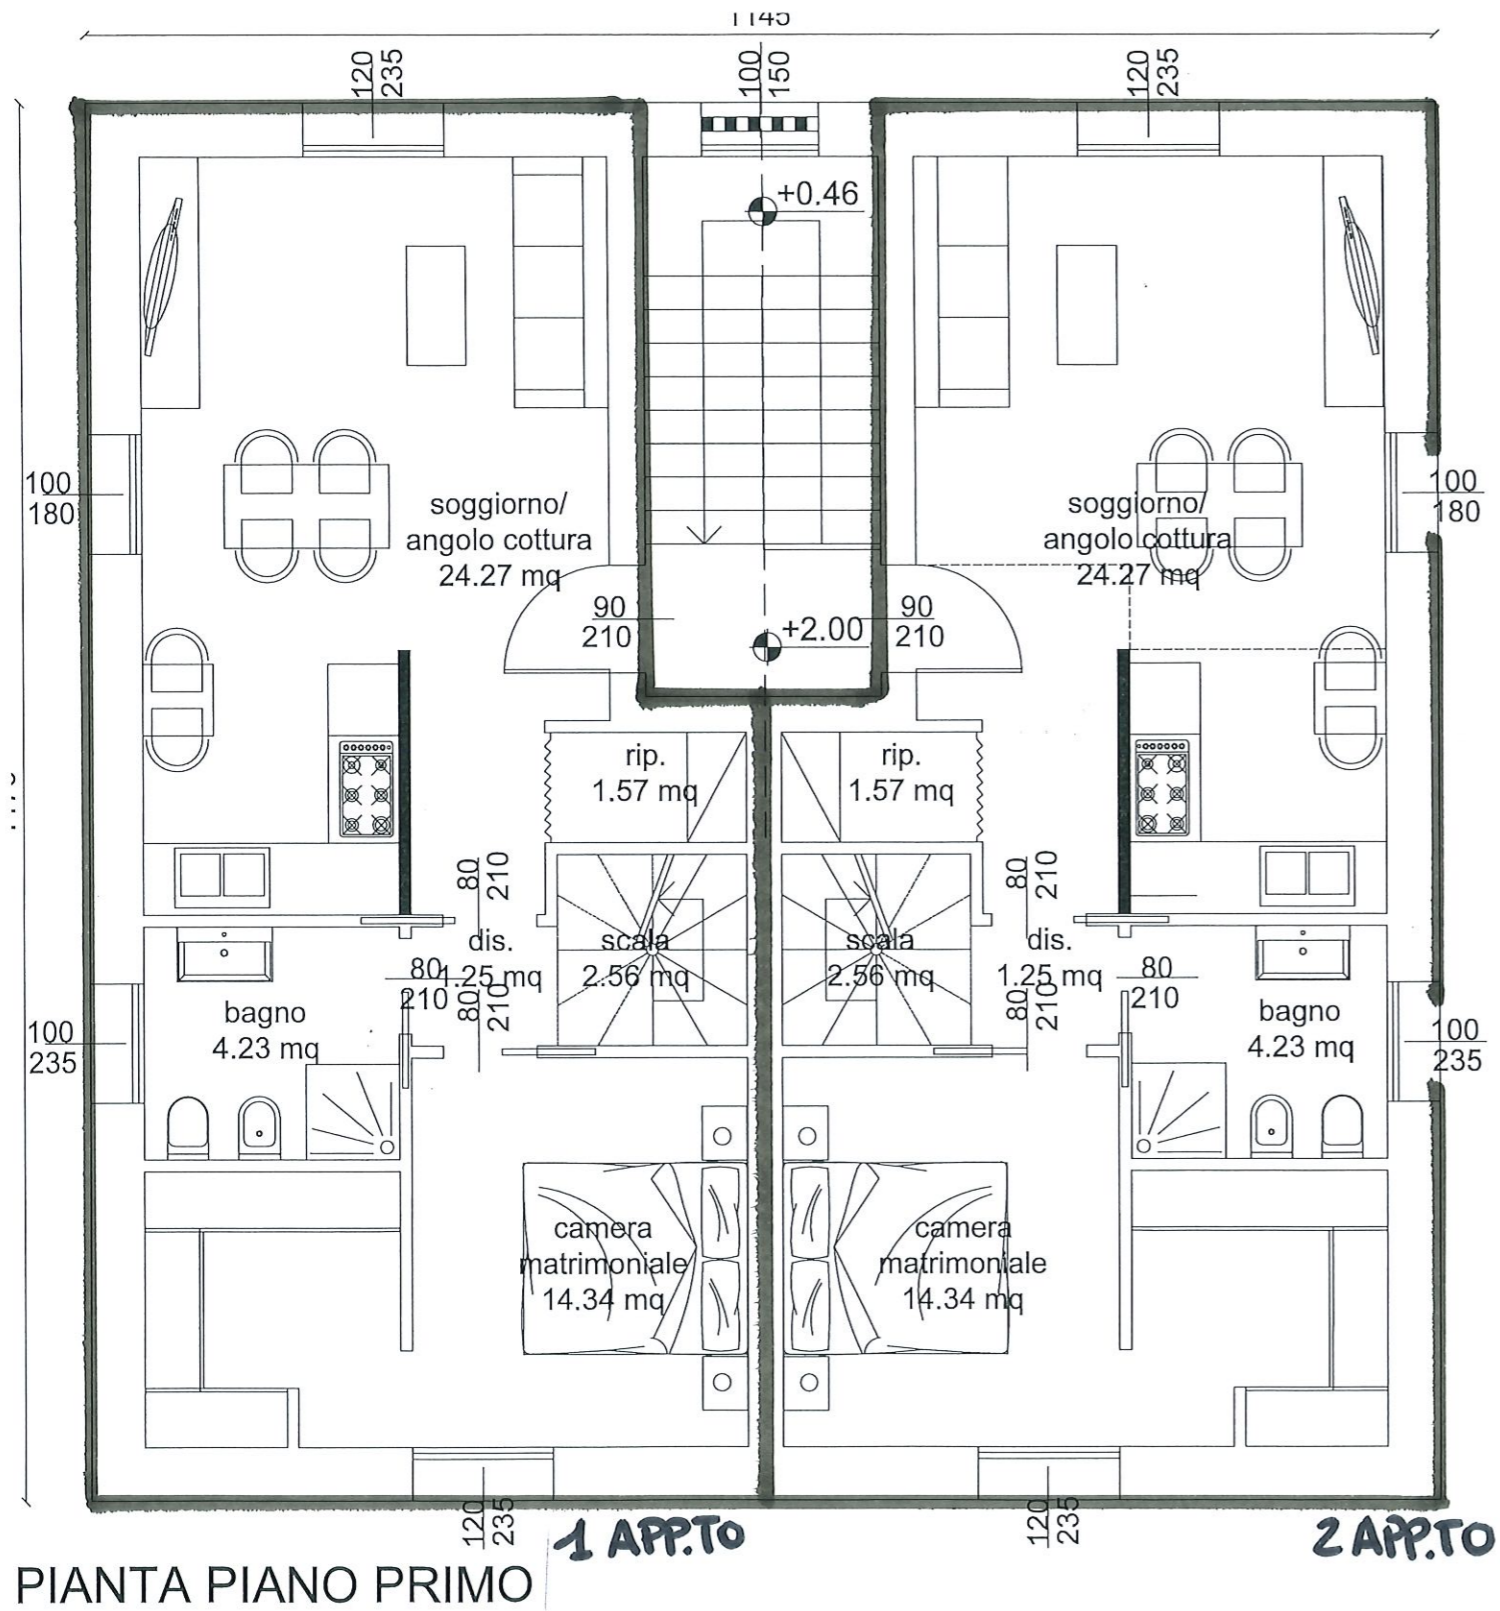 120
235
100
150
120
235
+0.46
100
180
soggiorno/
angolo cottura
24.27 mq
soggiorno/
angolo cottura
24.27 mq
100
180
90
210
+2.00
90
210
rip.
1.57 mq
rip.
1.57 mq
80
210
80
210
dis.
1.25 mq
scala
2.56 mq
scala
2.56 mq
dis.
1.25 mq
80
210
80
210
80
210
80
210
bagno
4.23 mq
bagno
4.23 mq
100
235
100
235
camera
matrimoniale
14.34 mq
camera
matrimoniale
14.34 mq
120
235
120
235
1 APP.TO
2 APP.TO
PIANTA PIANO PRIMO